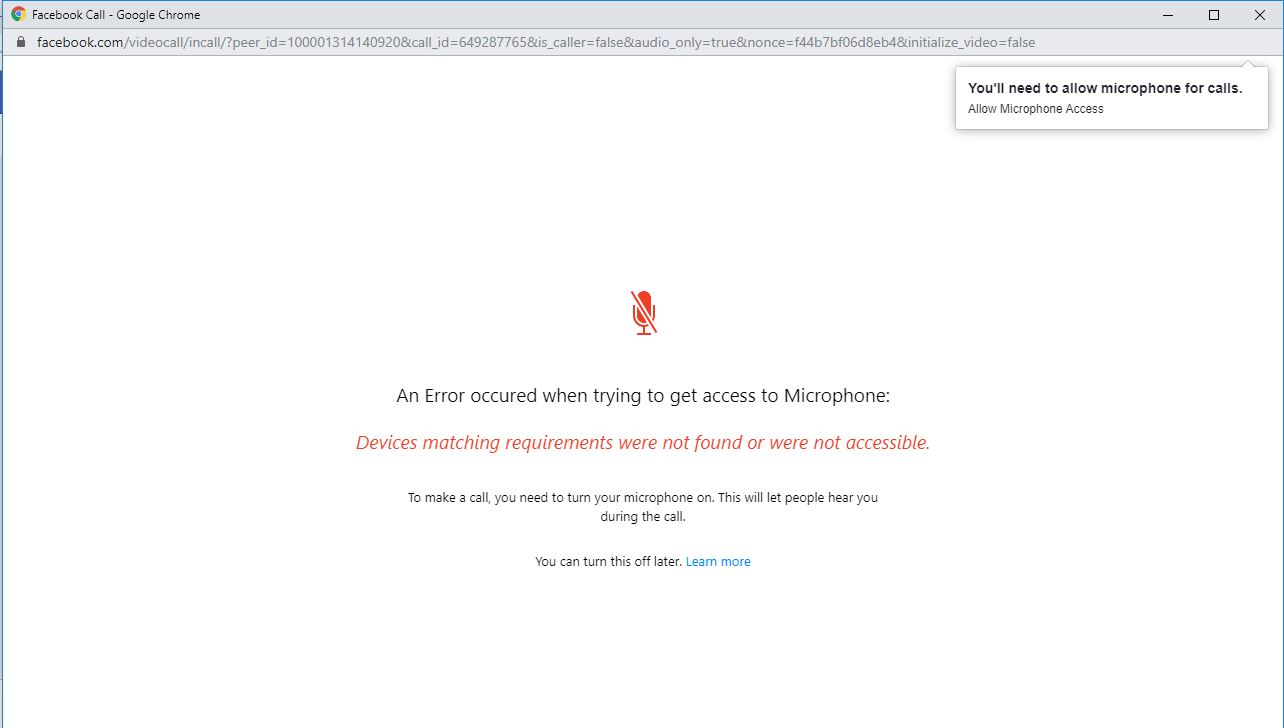 Facebook Call - Google Chrome
facebook.com/videocall/incall/?peer_id=100001314140920&call_id=649287765&is_caller=false&audio_only=true&nonce=f44b7bf06d8eb4&initialize_video=false
You'll need to allow microphone for calls.
Allow Microphone Access
An Error occured when trying to get access to Microphone:
Devices matching requirements were not found or were not accessible.
To make a call, you need to turn your microphone on. This will let people hear you
during the call.
You can turn this off later. Learn more